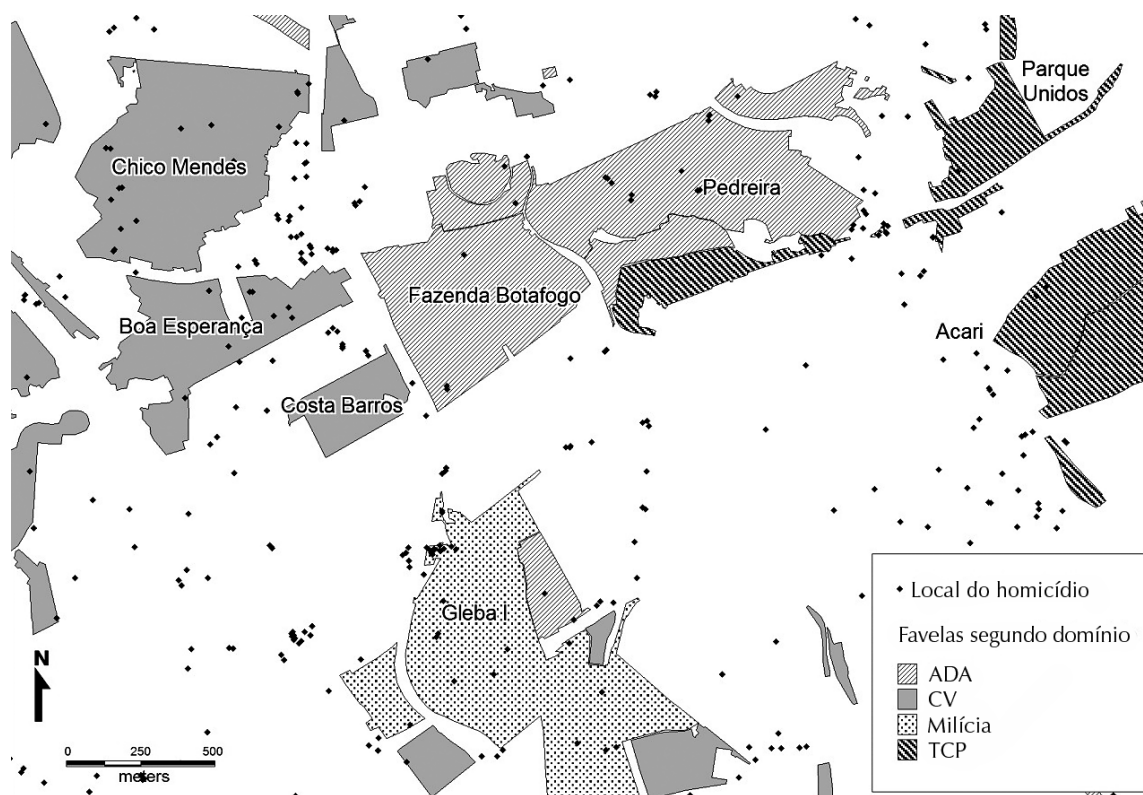 Parque
Unidos
Chico Mendes
Pedreira
Fazenda Botafogo
Boa Esperança
Acari
Costa Barros
Gleba I
Local do homicídio
Favelas segundo domínio
ADA
CV
Milícia
TCP
N
0 250 500
meters